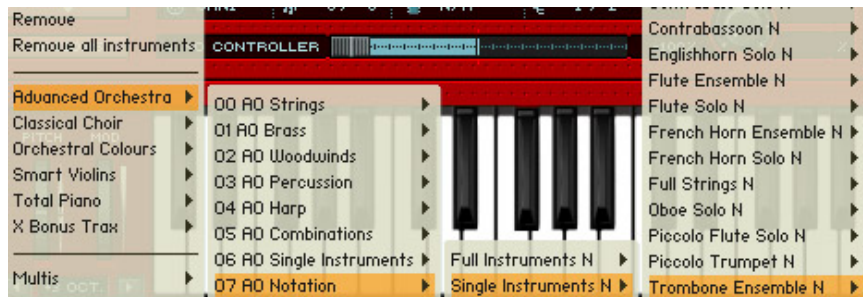 Remove
Remove all instruments
CONTROLLER
Advanced Orchestra
Classical Choir
Orchestral Colours
Smart Violins
Total Piano
X Bonus Trax
Multis
PITCH MOD
OCT.
00 AO Strings
01 AO Brass
02 AO Woodwinds
03 AO Percussion
04 AO Harp
05 AO Combinations
06 AO Single Instruments
07 AO Notation
Full Instruments N
Single Instruments N
Contrabassoon N
Englishhorn Solo N
Flute Ensemble N
Flute Solo N
French Horn Ensemble N
French Horn Solo N
Full Strings N
Oboe Solo N
Piccolo Flute Solo N
Piccolo Trumpet N
Trombone Ensemble N